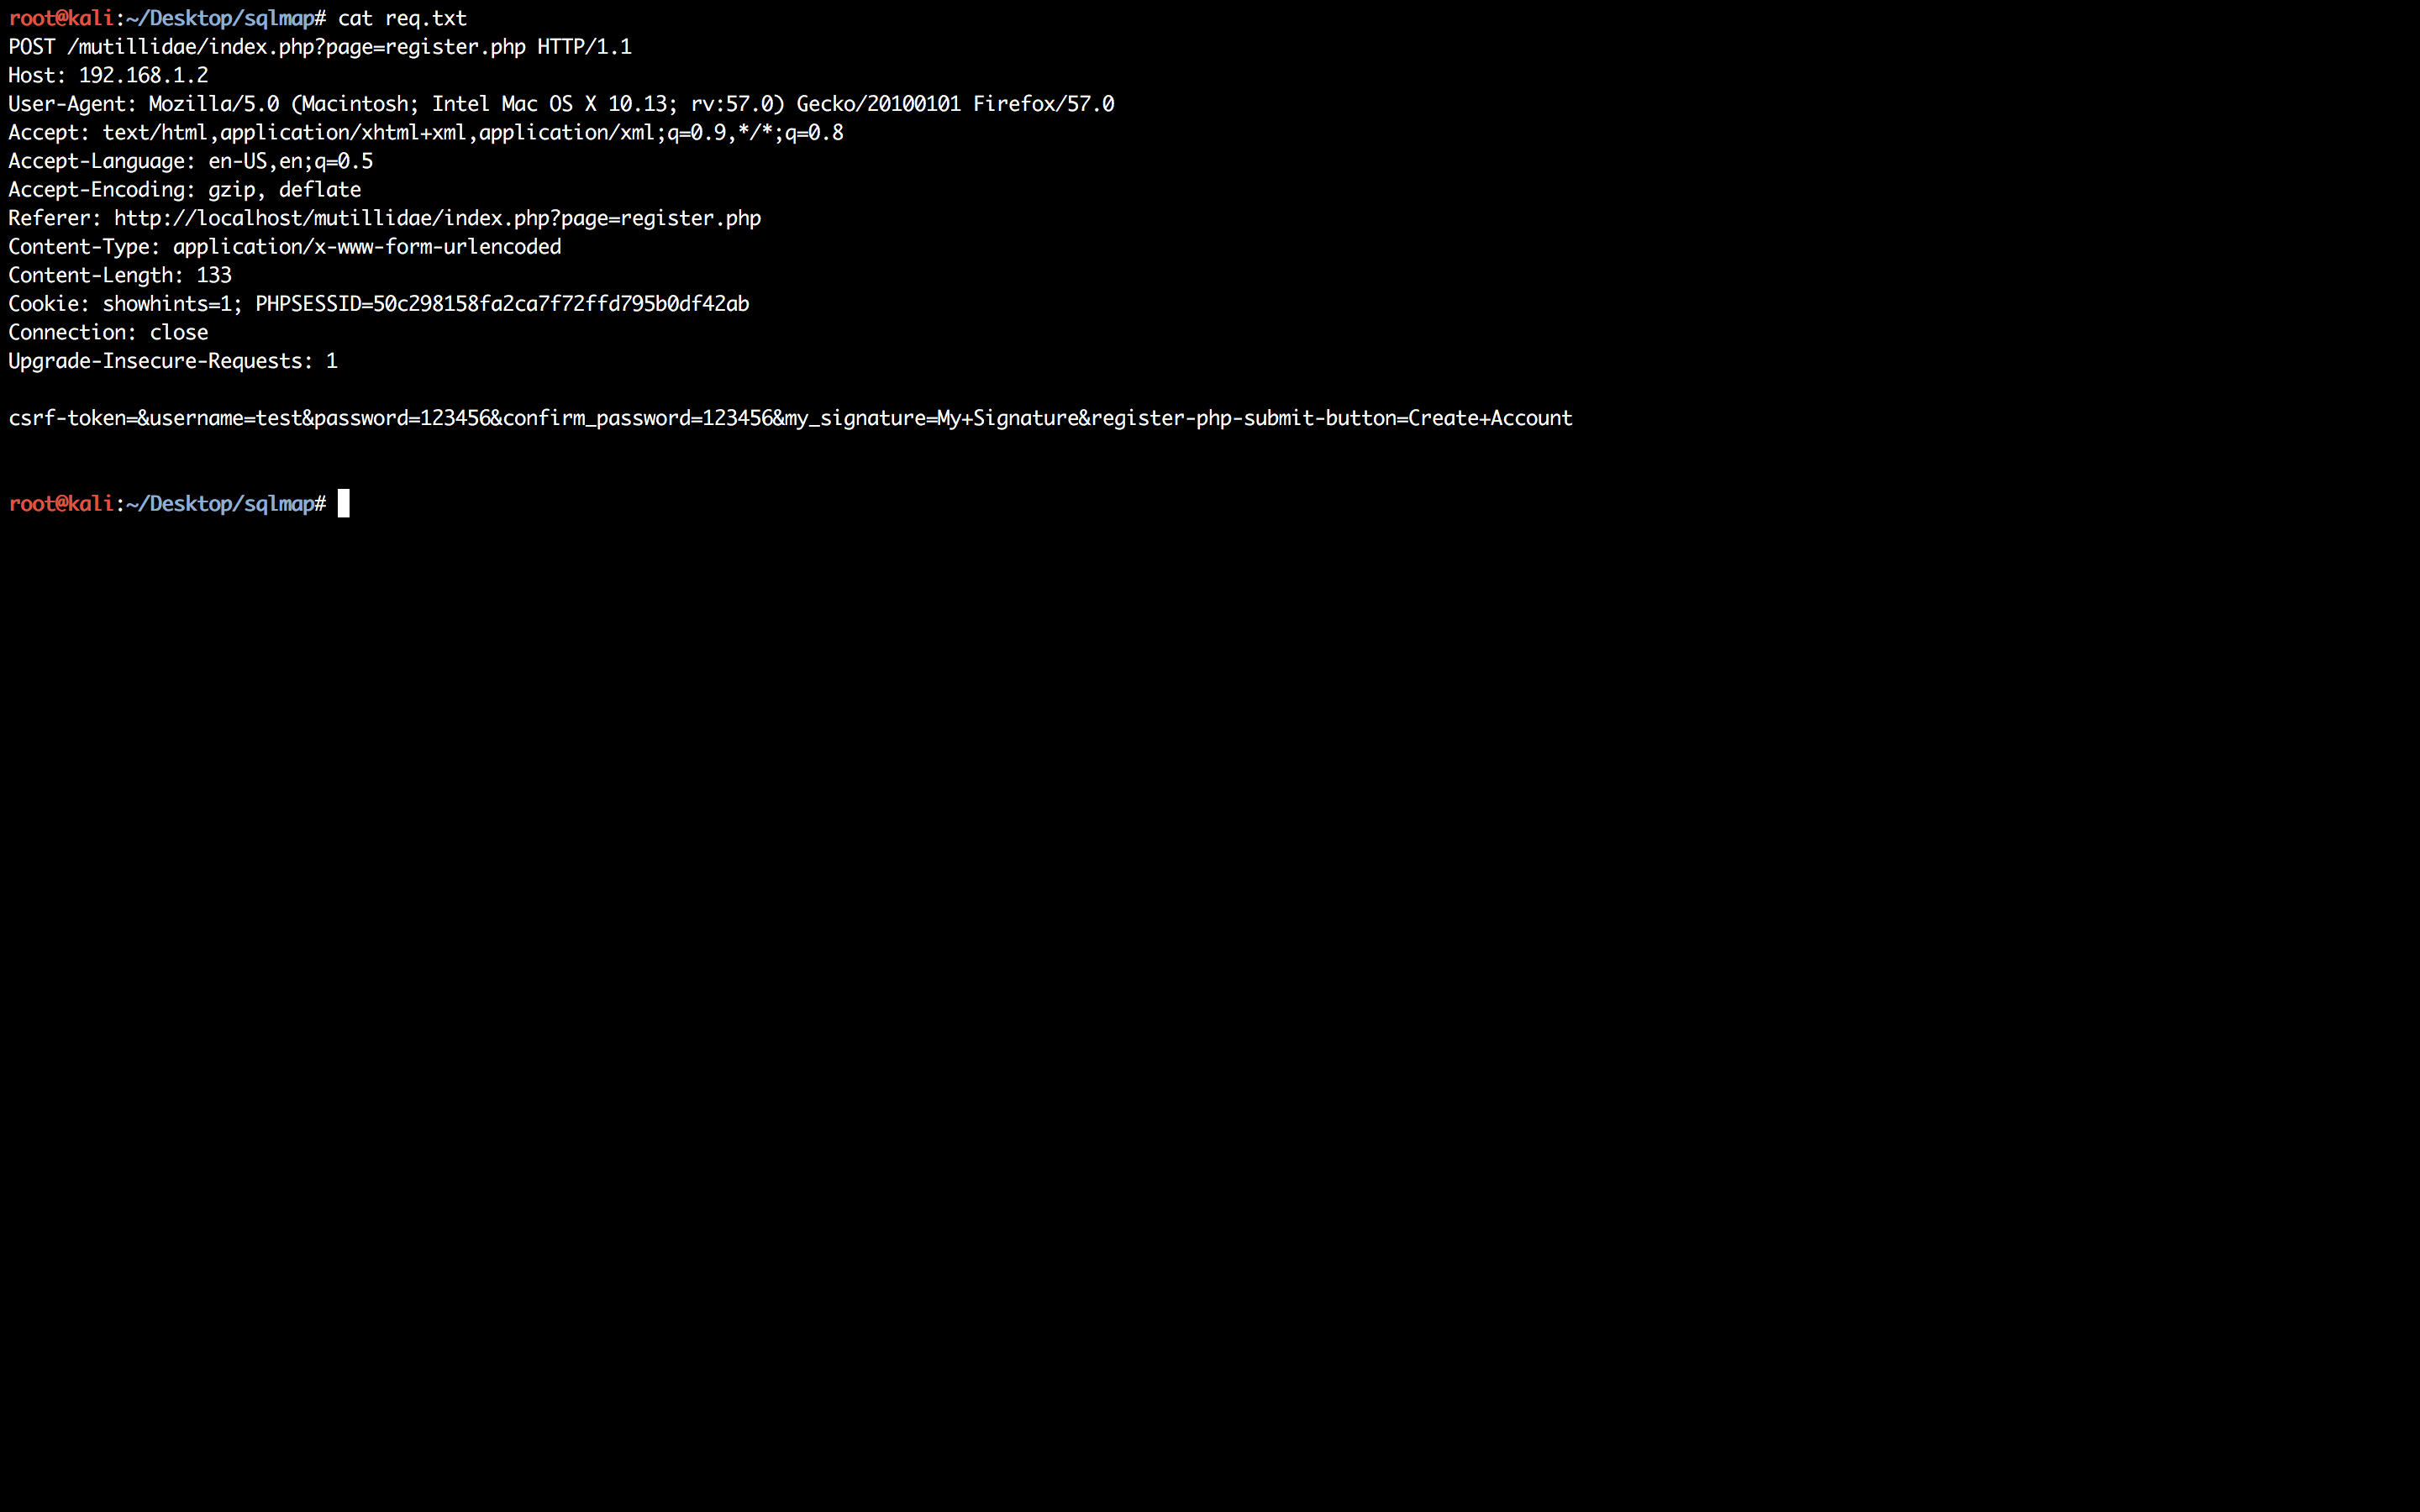 root@kali:~/Desktop/sqlmap# cat req.txt
POST /mutillidae/index.php?page=register.php HTTP/1.1
Host: 192.168.1.2
User-Agent: Mozilla/5.0 (Macintosh; Intel Mac OS X 10.13; rv:57.0) Gecko/20100101 Firefox/57.0
Accept: text/html,application/xhtml+xml,application/xml;q=0.9,*/*;q=0.8
Accept-Language: en-US,en;q=0.5
Accept-Encoding: gzip, deflate
Referer: http://localhost/mutillidae/index.php?page=register.php
Content-Type: application/x-www-form-urlencoded
Content-Length: 133
Cookie: showhints=1; PHPSESSID=50c298158fa2ca7f72ffd795b0df42ab
Connection: close
Upgrade-Insecure-Requests: 1
csrf-token=&username=test&password=123456&confirm_password=123456&my_signature=My+Signature&register-php-submit-button=Create+Account
root@kali:~/Desktop/sqlmap#